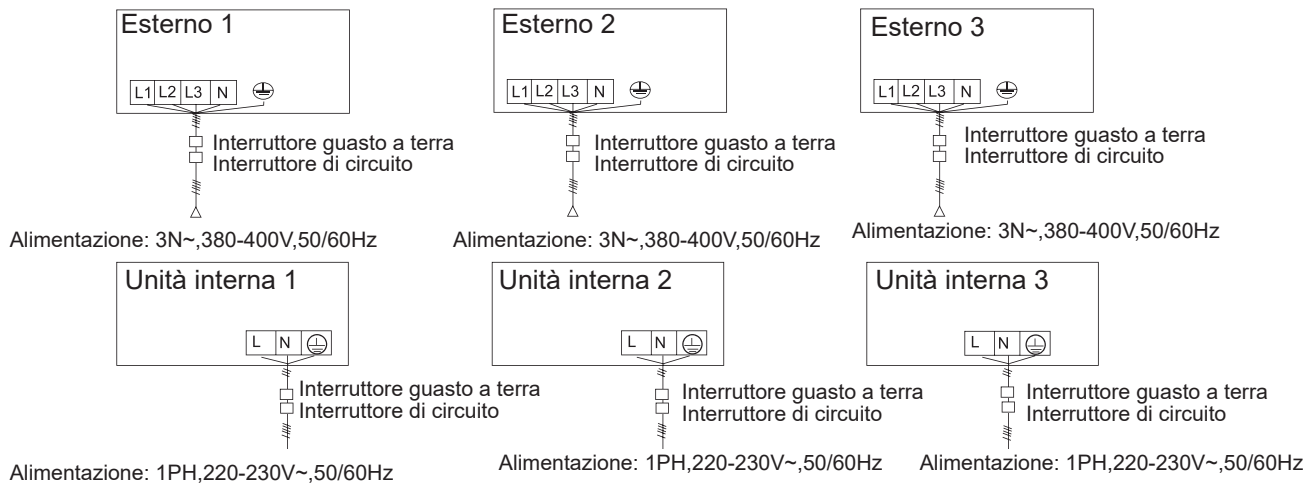 Esterno 1
L1 L2 L3 N
Interruttore guasto a terra
Interruttore di circuito
Alimentazione: 3N~,380-400V,50/60Hz
Esterno 2
L1 L2 L3 N
Interruttore guasto a terra
Interruttore di circuito
Alimentazione: 3N~,380-400V,50/60Hz
Esterno 3
L1 L2 L3 N
Interruttore guasto a terra
Interruttore di circuito
Alimentazione: 3N~,380-400V,50/60Hz
Unità interna 1
L N
Interruttore guasto a terra
Interruttore di circuito
Alimentazione: 1PH,220-230V~,50/60Hz
Unità interna 2
L N
Interruttore guasto a terra
Interruttore di circuito
Alimentazione: 1PH,220-230V~,50/60Hz
Unità interna 3
L N
Interruttore guasto a terra
Interruttore di circuito
Alimentazione: 1PH,220-230V~,50/60Hz